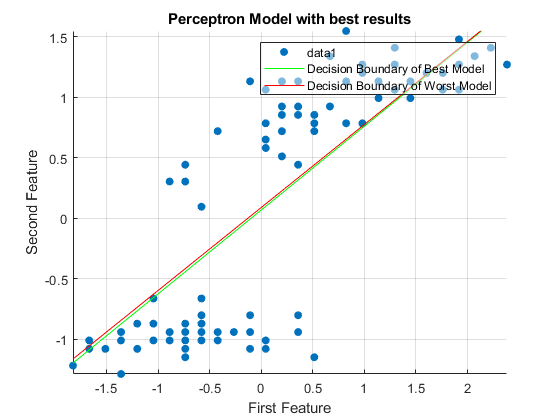 Perceptron Model with best results
1.5
1
0.5
0
-0.5
-1
-1.5
-1
-0.5
0
0.5
1
1.5
2
Second Feature
First Feature
data1
Decision Boundary of Best Model
Decision Boundary of Worst Model